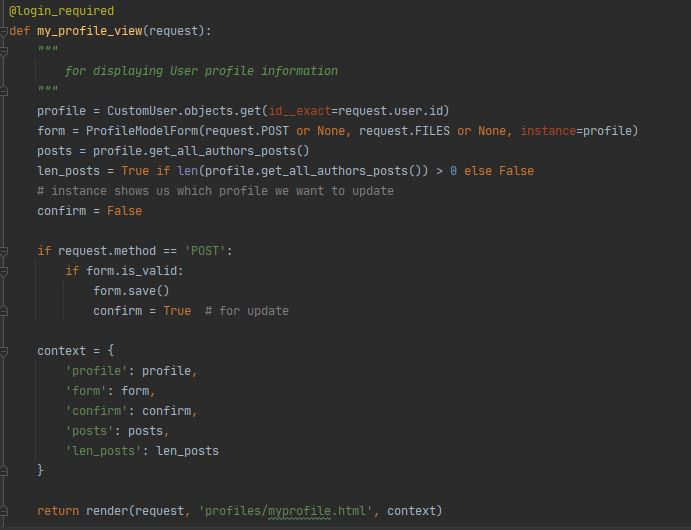 @login_required
def my_profile_view(request):
    """
        for displaying User profile information
    """
    profile = CustomUser.objects.get(id__exact=request.user.id)
    form = ProfileModelForm(request.POST or None, request.FILES or None, instance=profile)
    posts = profile.get_all_authors_posts()
    len_posts = True if len(profile.get_all_authors_posts()) > 0 else False
    # instance shows us which profile we want to update
    confirm = False

    if request.method == 'POST':
        if form.is_valid:
            form.save()
            confirm = True  # for update

    context = {
        'profile': profile,
        'form': form,
        'confirm': confirm,
        'posts': posts,
        'len_posts': len_posts
    }

    return render(request, 'profiles/myprofile.html', context)